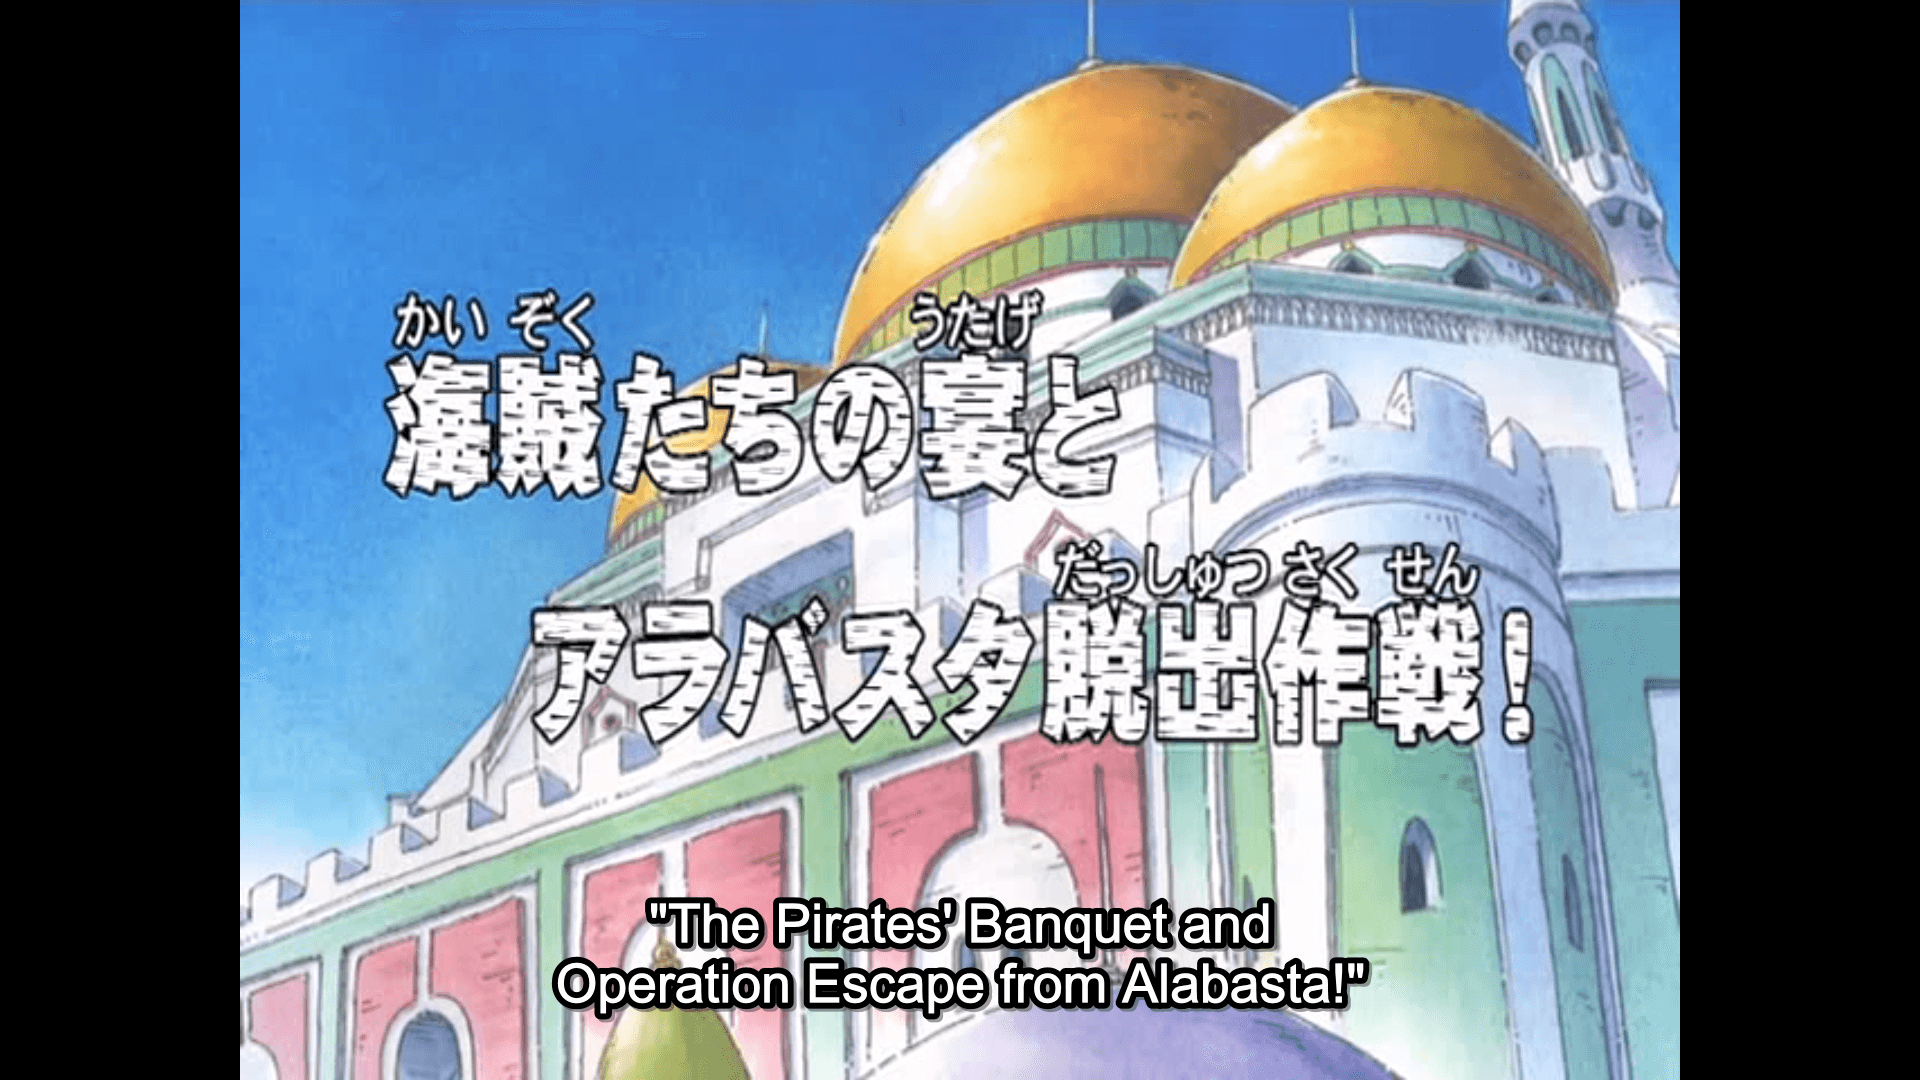 かいぞく うたげ
海賊たちの宴と
だっしゅつさくせん
アラバスタ脱出作戦!
"The Pirates' Banquet and
Operation Escape from Alabasta!"